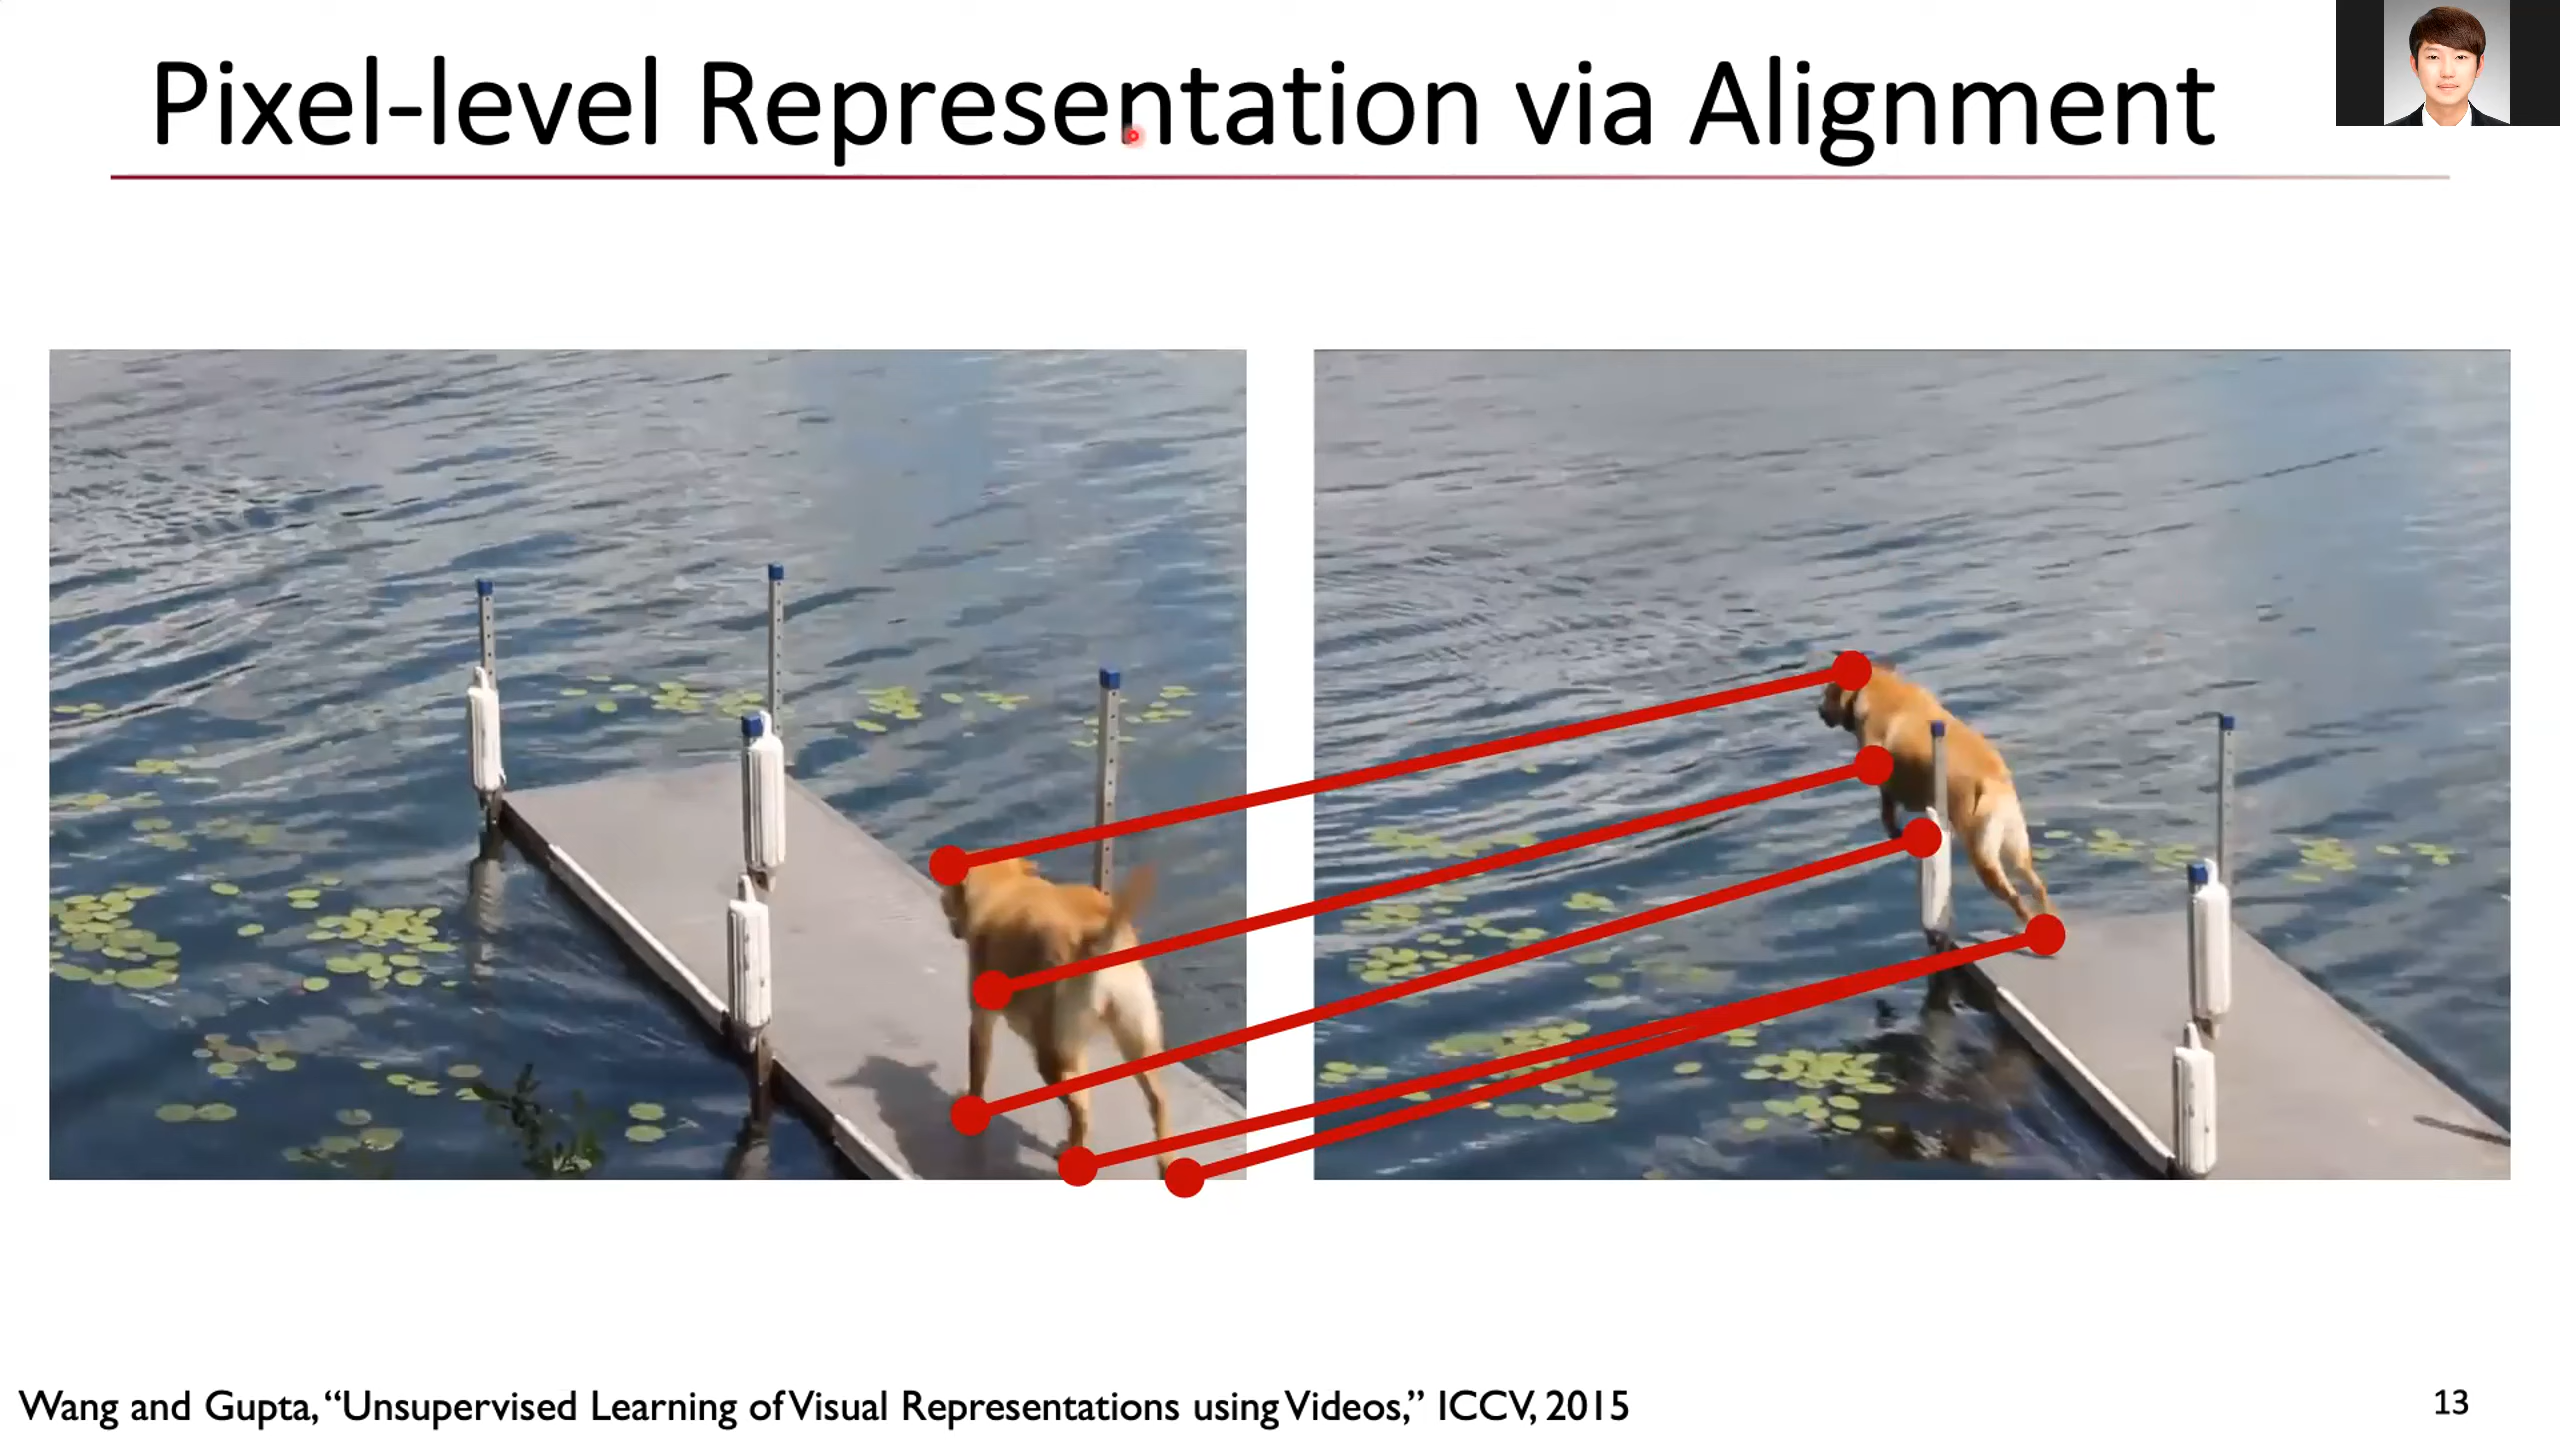 Pixel-level Representation via Alignment
Wang and Gupta, “Unsupervised Learning of Visual Representations using Videos,” ICCV, 2015
13